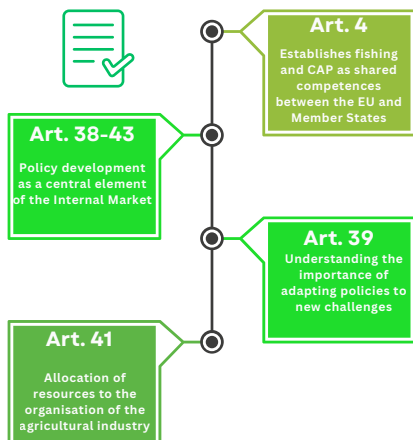 Art. 4
Establishes fishing
and CAP as shared
competences
between the EU and
Member States
Art. 38-43
Policy development
as a central element
of the Internal Market
Art. 39
Understanding the
importance of
adapting policies to
new challenges
Art. 41
Allocation of
resources to the
organisation of the
agricultural industry